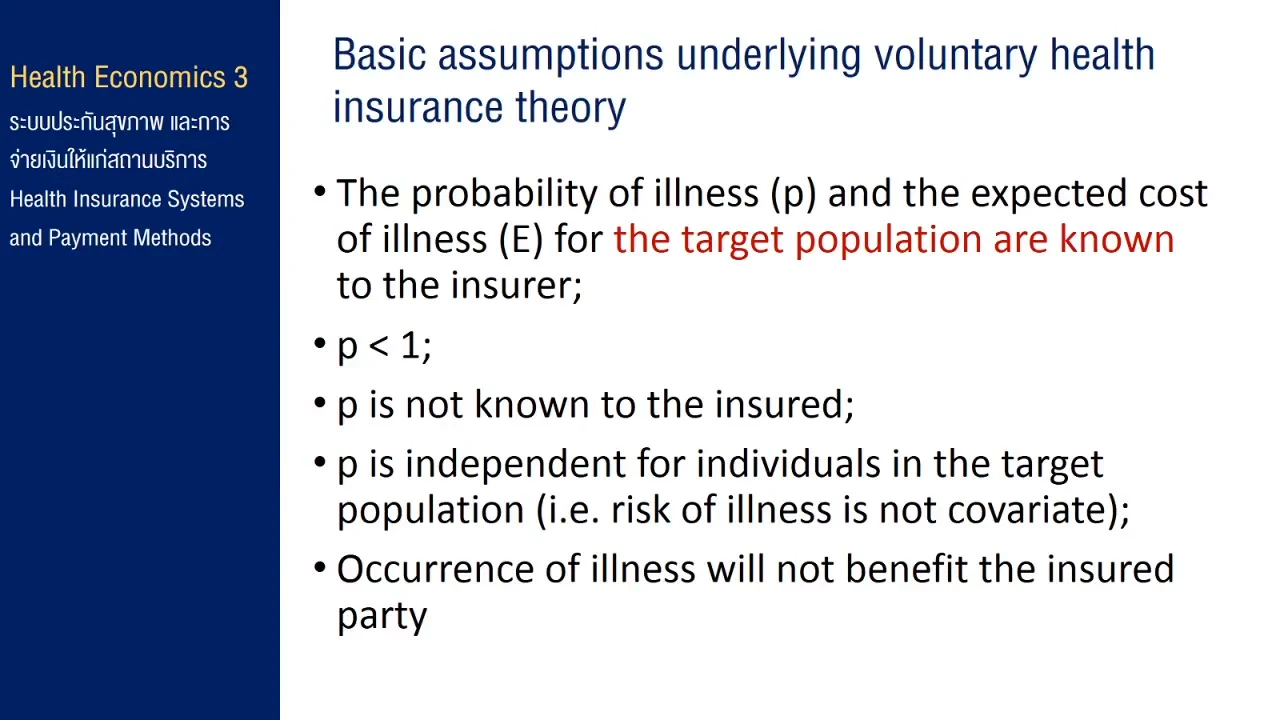 Health Economics 3
ระบบประกันสุขภาพ และการ
จ่ายเงินให้แก่สถานบริการ
Health Insurance Systems
and Payment Methods
Basic assumptions underlying voluntary health
insurance theory
• The probability of illness (p) and the expected cost
of illness (E) for the target population are known
to the insurer;
• p < 1;
• p is not known to the insured;
• p is independent for individuals in the target
population (i.e. risk of illness is not covariate);
• Occurrence of illness will not benefit the insured
party